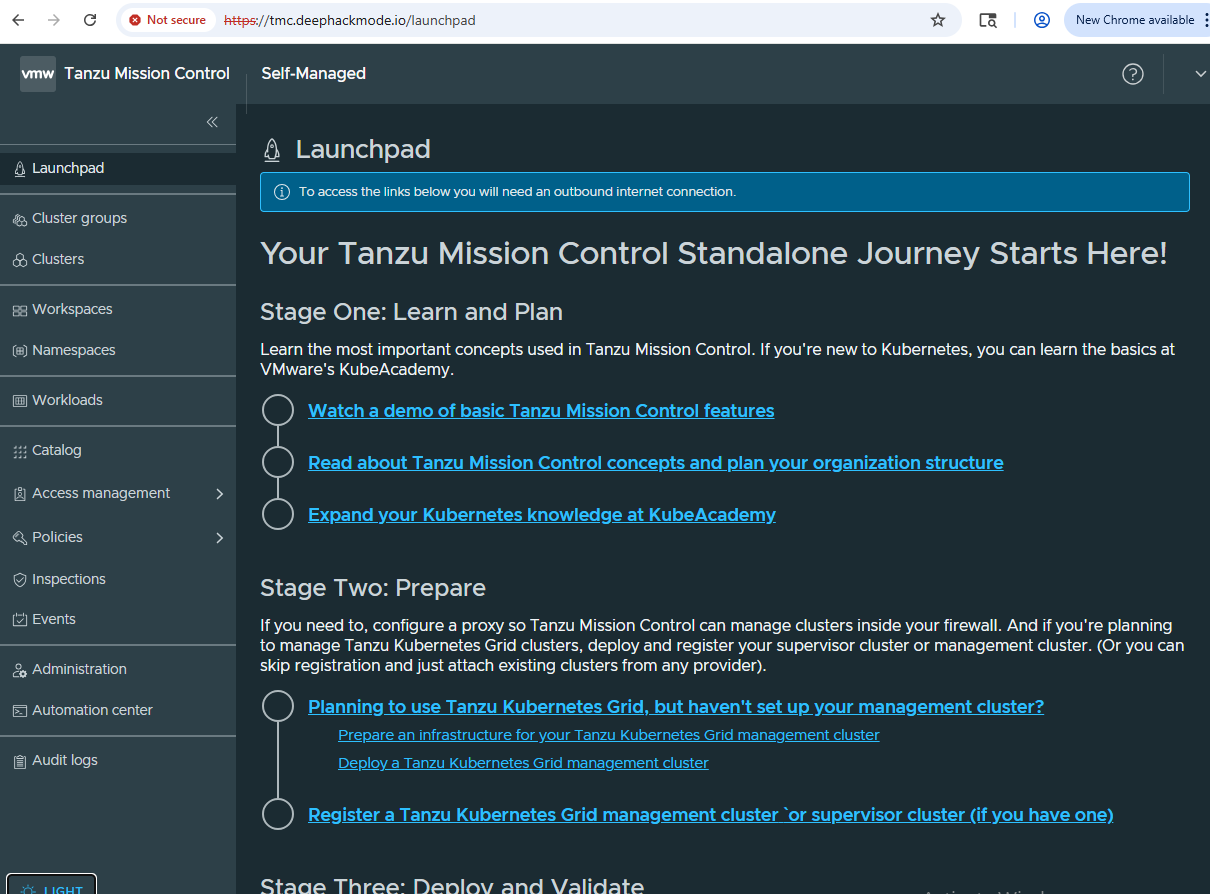 Not secure
https://tmc.deephackmode.io/launchpad
New Chrome available
vmw
Tanzu Mission Control
Self-Managed
?
Launchpad
Cluster groups
Clusters
Workspaces
Namespaces
Workloads
Catalog
Access management
Policies
Inspections
Events
Administration
Automation center
Audit logs
LIGHT
Launchpad
To access the links below you will need an outbound internet connection.
Your Tanzu Mission Control Standalone Journey Starts Here!
Stage One: Learn and Plan
Learn the most important concepts used in Tanzu Mission Control. If you're new to Kubernetes, you can learn the basics at
VMware's KubeAcademy.
Watch a demo of basic Tanzu Mission Control features
Read about Tanzu Mission Control concepts and plan your organization structure
Expand your Kubernetes knowledge at KubeAcademy
Stage Two: Prepare
If you need to, configure a proxy so Tanzu Mission Control can manage clusters inside your firewall. And if you're planning
to manage Tanzu Kubernetes Grid clusters, deploy and register your supervisor cluster or management cluster. (Or you can
skip registration and just attach existing clusters from any provider).
Planning to use Tanzu Kubernetes Grid, but haven't set up your management cluster?
Prepare an infrastructure for your Tanzu Kubernetes Grid management cluster
Deploy a Tanzu Kubernetes Grid management cluster
Register a Tanzu Kubernetes Grid management cluster `or supervisor cluster (if you have one)
Stage Three: Deploy and Validate